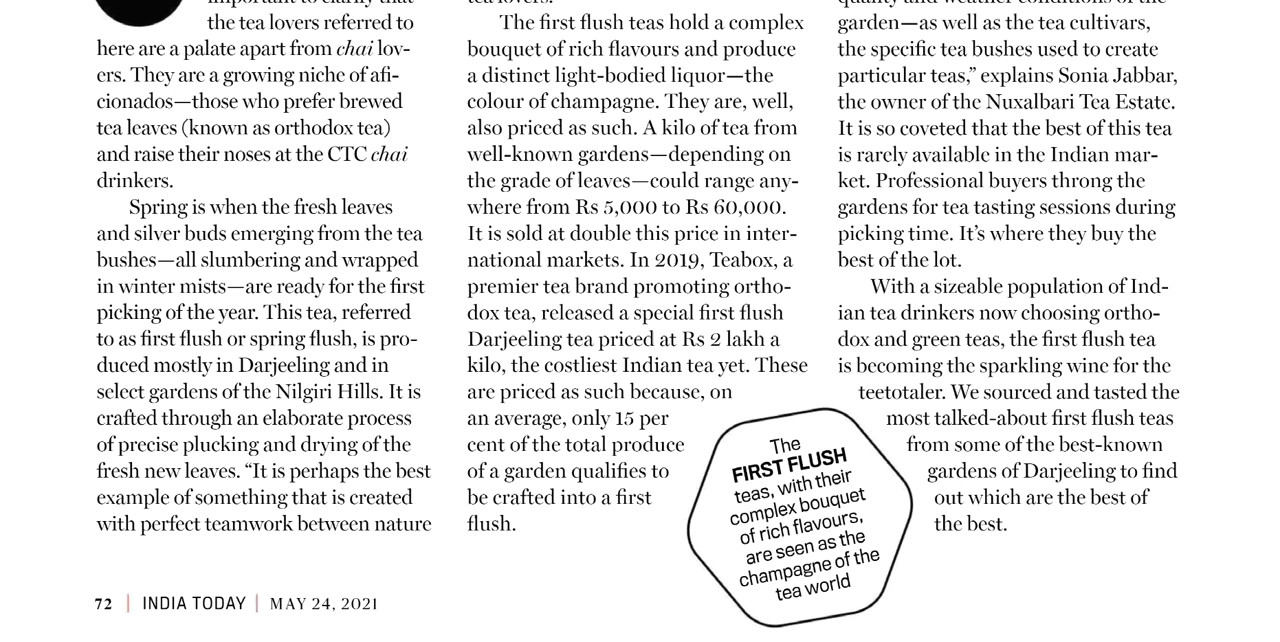 important to clarify that
the tea lovers referred to
here are a palate apart from chai lov-
ers. They are a growing niche of afi-
cionados—those who prefer brewed
tea leaves (known as orthodox tea)
and raise their noses at the CTC chai
drinkers.
Spring is when the fresh leaves
and silver buds emerging from the tea
bushes—all slumbering and wrapped
in winter mists—are ready for the first
picking of the year. This tea, referred
to as first flush or spring flush, is pro-
duced mostly in Darjeeling and in
select gardens of the Nilgiri Hills. It is
crafted through an elaborate process
of precise plucking and drying of the
fresh new leaves. “It is perhaps the best
example of something that is created
with perfect teamwork between nature
tea lovers.
The first flush teas hold a complex
bouquet of rich flavours and produce
a distinct light-bodied liquor—the
colour of champagne. They are, well,
also priced as such. A kilo of tea from
well-known gardens—depending on
the grade of leaves—could range any-
where from Rs 5,000 to Rs 60,000.
It is sold at double this price in inter-
national markets. In 2019, Teabox, a
premier tea brand promoting ortho-
dox tea, released a special first flush
Darjeeling tea priced at Rs 2 lakh a
kilo, the costliest Indian tea yet. These
are priced as such because, on
an average, only 15 per
cent of the total produce
of a garden qualifies to
be crafted into a first
flush.
quality and weather conditions of the
garden—as well as the tea cultivars,
the specific tea bushes used to create
particular teas,” explains Sonia Jabbar,
the owner of the Nuxalbari Tea Estate.
It is so coveted that the best of this tea
is rarely available in the Indian mar-
ket. Professional buyers throng the
gardens for tea tasting sessions during
picking time. It’s where they buy the
best of the lot.
With a sizeable population of Ind-
ian tea drinkers now choosing ortho-
dox and green teas, the first flush tea
is becoming the sparkling wine for the
teetotaler. We sourced and tasted the
most talked-about first flush teas
from some of the best-known
gardens of Darjeeling to find
out which are the best of
the best.
The
FIRST FLUSH
teas, with their
complex bouquet
of rich flavours,
are seen as the
champagne of the
tea world
72 | INDIA TODAY | MAY 24, 2021